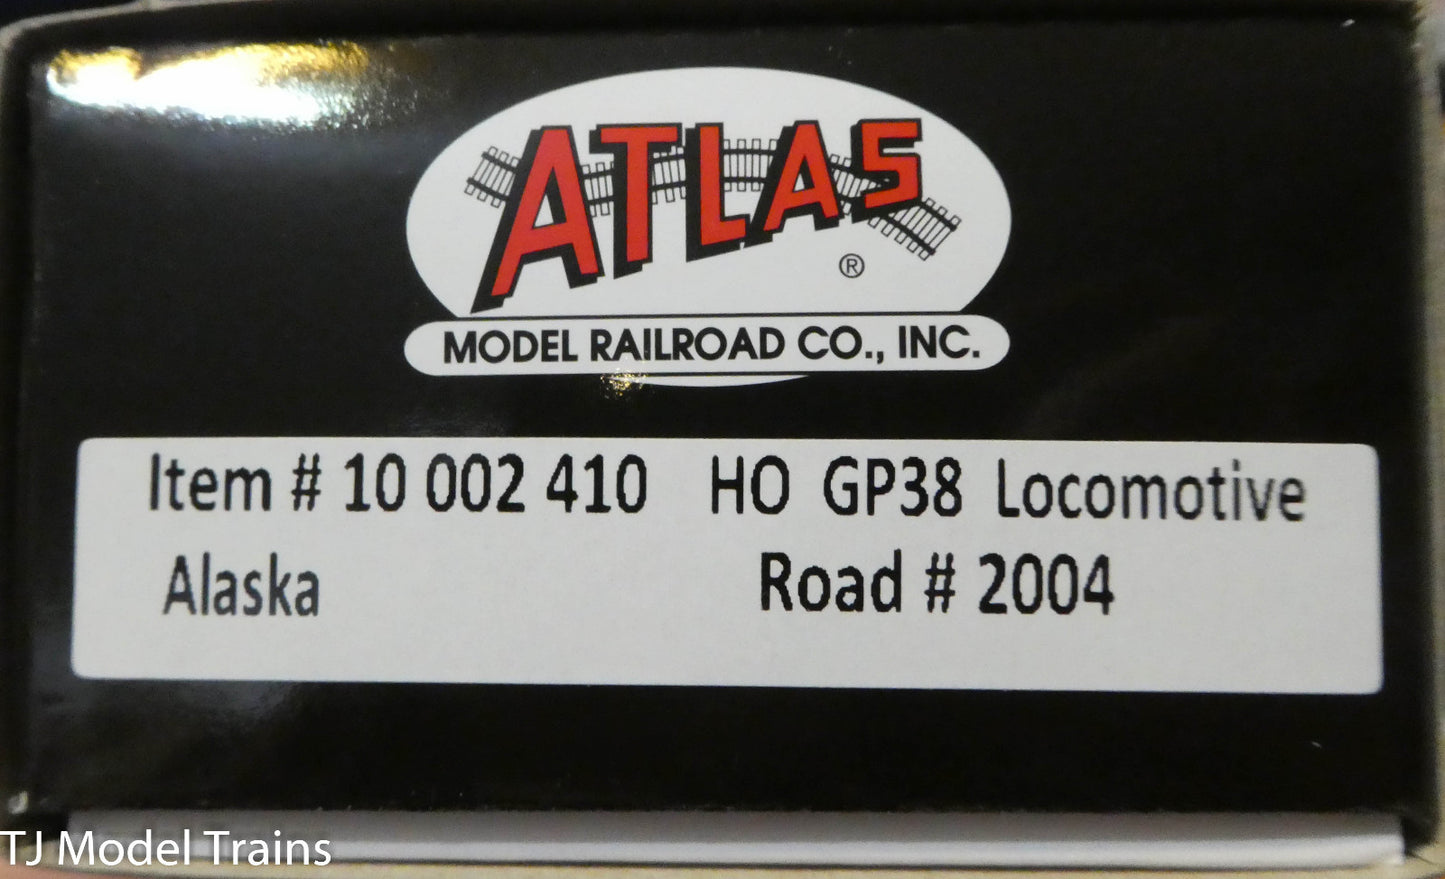 ATLAS
®
MODEL RAILROAD CO., INC.
Item # 10 002 410 HO GP38 Locomotive
Alaska Road # 2004
TJ Model Trains